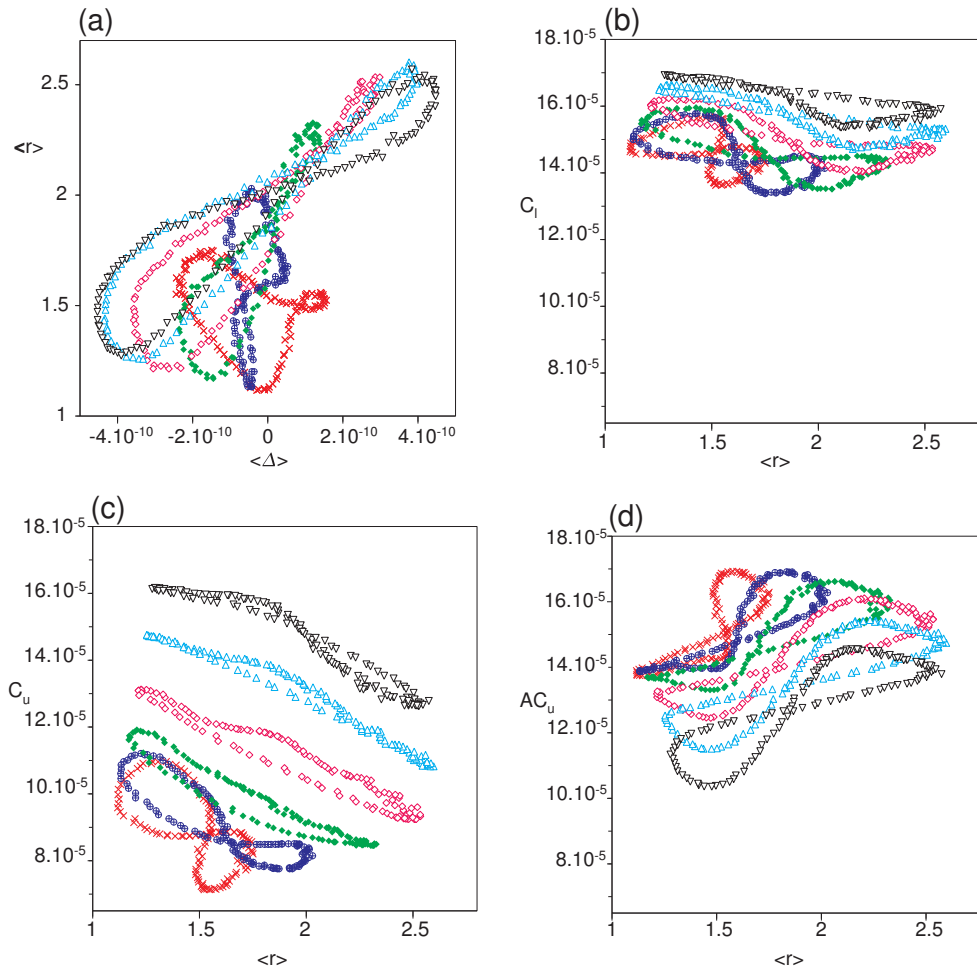 (a)
2.5
<r>
2
1.5
1
-4.10⁻¹⁰ -2.10⁻¹⁰ 0 2.10⁻¹⁰ 4.10⁻¹⁰
<Δ>
(b)
18.10⁻⁵
16.10⁻⁵
14.10⁻⁵
C_l
12.10⁻⁵
10.10⁻⁵
8.10⁻⁵
1 1.5 2 2.5
<r>
(c)
18.10⁻⁵
16.10⁻⁵
14.10⁻⁵
C_u
12.10⁻⁵
10.10⁻⁵
8.10⁻⁵
1 1.5 2 2.5
<r>
(d)
18.10⁻⁵
16.10⁻⁵
14.10⁻⁵
AC_u
12.10⁻⁵
10.10⁻⁵
8.10⁻⁵
1 1.5 2 2.5
<r>